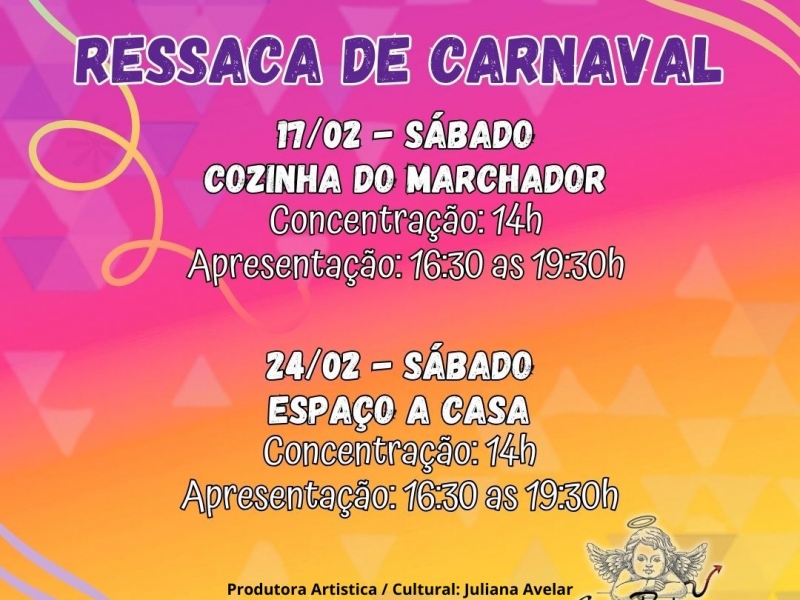 RESSACA DE CARNAVAL
17/02 - SÁBADO
COZINHA DO MARCHADOR
Concentração: 14h
Apresentação: 16:30 as 19:30h
24/02 - SÁBADO
ESPAÇO A CASA
Concentração: 14h
Apresentação: 16:30 as 19:30h
Produtora Artistica / Cultural: Juliana Avelar